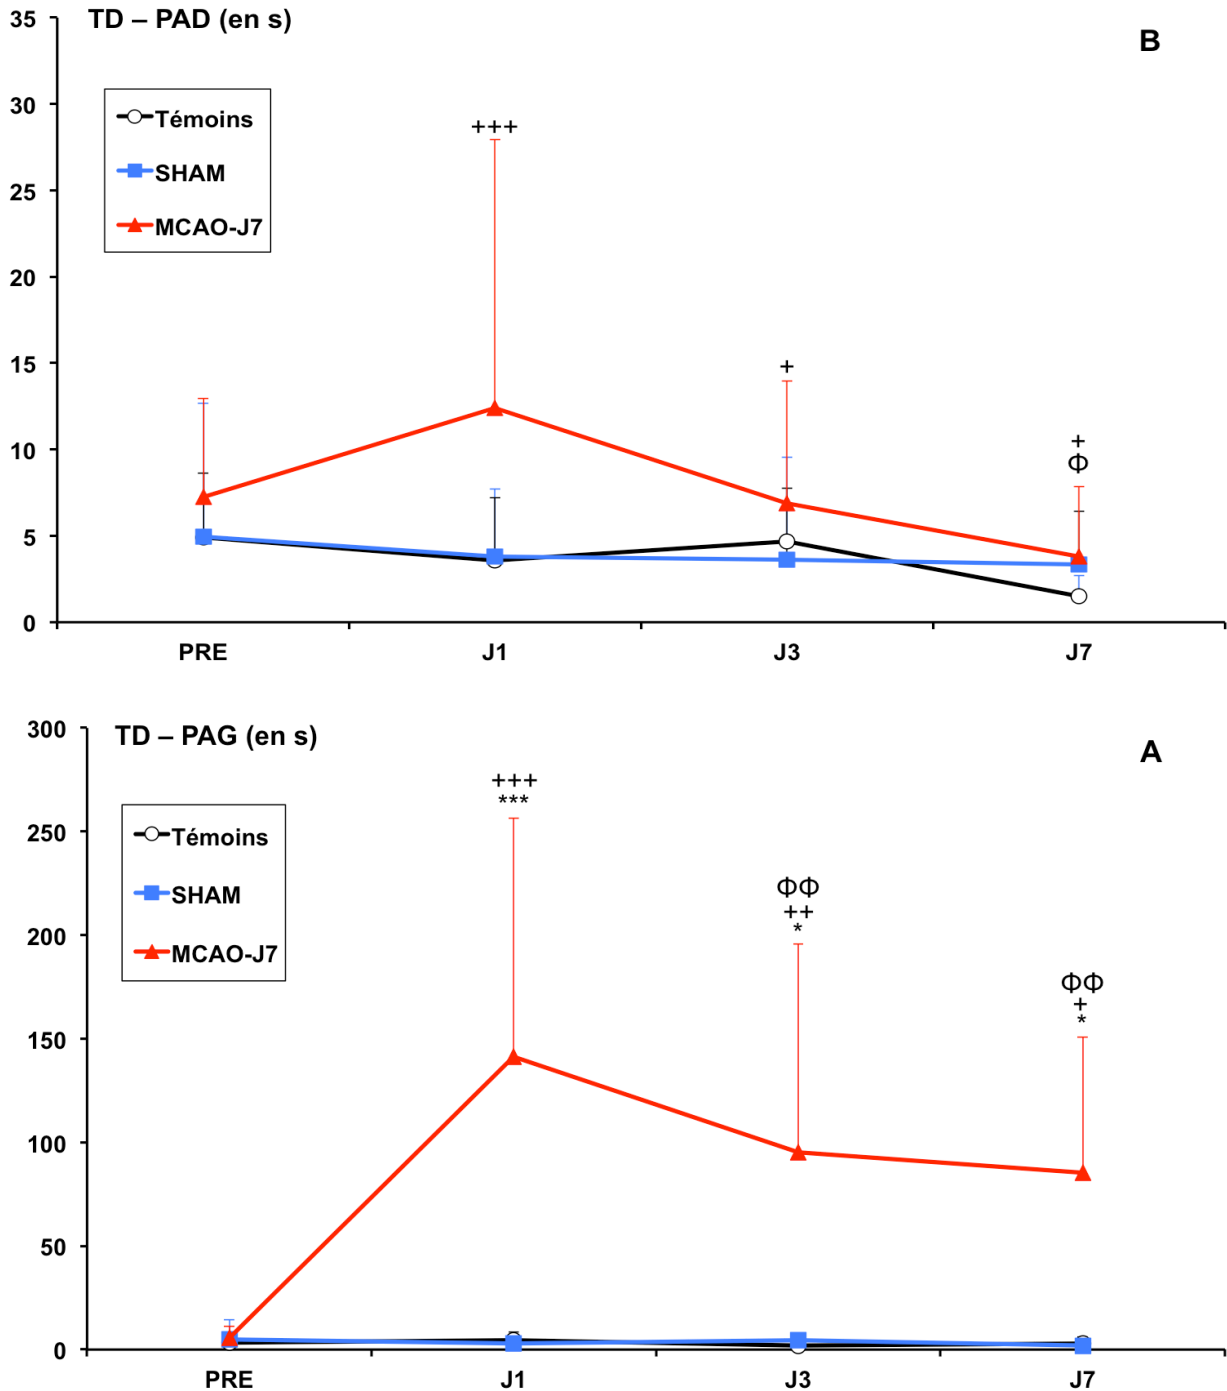 TD – PAD (en s)
B
35
30
25
20
15
10
5
0
Témoins
SHAM
MCAO-J7
+++
+
+
Φ
PRE J1 J3 J7
TD – PAG (en s)
A
300
250
200
150
100
50
0
Témoins
SHAM
MCAO-J7
+++
***
ΦΦ
++
*
ΦΦ
+
*
PRE J1 J3 J7